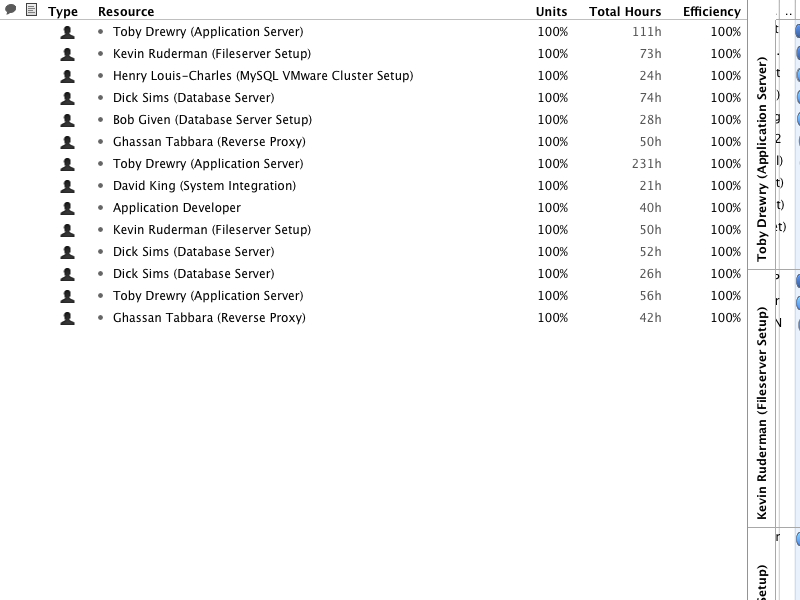 Type Resource Units Total Hours Efficiency ..
Toby Drewry (Application Server) 100% 111h 100%
Kevin Ruderman (Fileserver Setup) 100% 73h 100%
Henry Louis-Charles (MySQL VMware Cluster Setup) 100% 24h 100%
Dick Sims (Database Server) 100% 74h 100%
Bob Given (Database Server Setup) 100% 28h 100%
Ghassan Tabbara (Reverse Proxy) 100% 50h 100%
Toby Drewry (Application Server) 100% 231h 100%
David King (System Integration) 100% 21h 100%
Application Developer 100% 40h 100%
Kevin Ruderman (Fileserver Setup) 100% 50h 100%
Dick Sims (Database Server) 100% 52h 100%
Dick Sims (Database Server) 100% 26h 100%
Toby Drewry (Application Server) 100% 56h 100%
Ghassan Tabbara (Reverse Proxy) 100% 42h 100%
Toby Drewry (Application Server)
Kevin Ruderman (Fileserver Setup)
Setup)